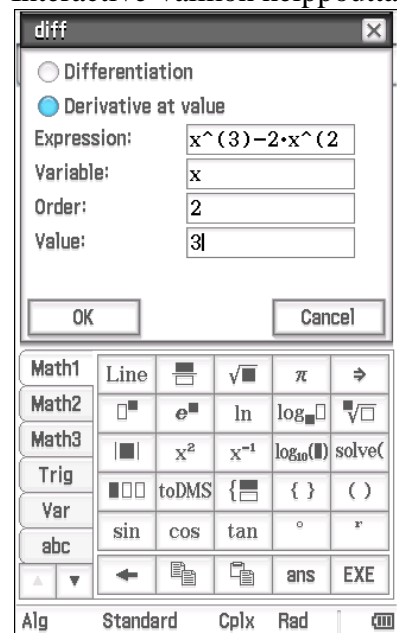 diff
Differentiation
Derivative at value
Expression: x^(3)-2·x^(2
Variable: x
Order: 2
Value: 3
OK Cancel
Math1 Line √■ π ⇒
Math2 □■ e■ ln log■□ ■√□
Math3 |■| x² x⁻¹ log₁₀(■) solve(
Trig ■□□ toDMS { { } ( )
Var sin cos tan ° r
abc ← ans EXE
▲ ▼
Alg Standard Cplx Rad